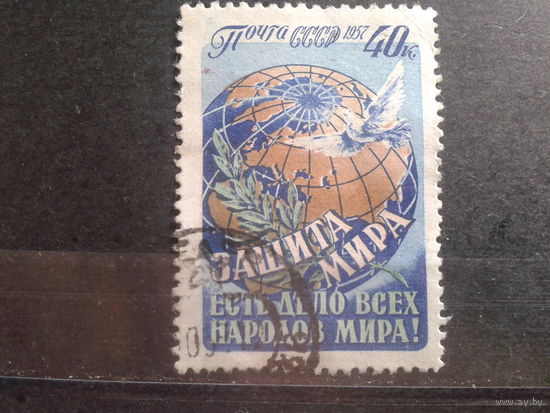 Почта СССР 1957 40к
ЗАЩИТА
МИРА
ЕСТЬ ДЕЛО ВСЕХ
НАРОДОВ МИРА!
www.ay.by